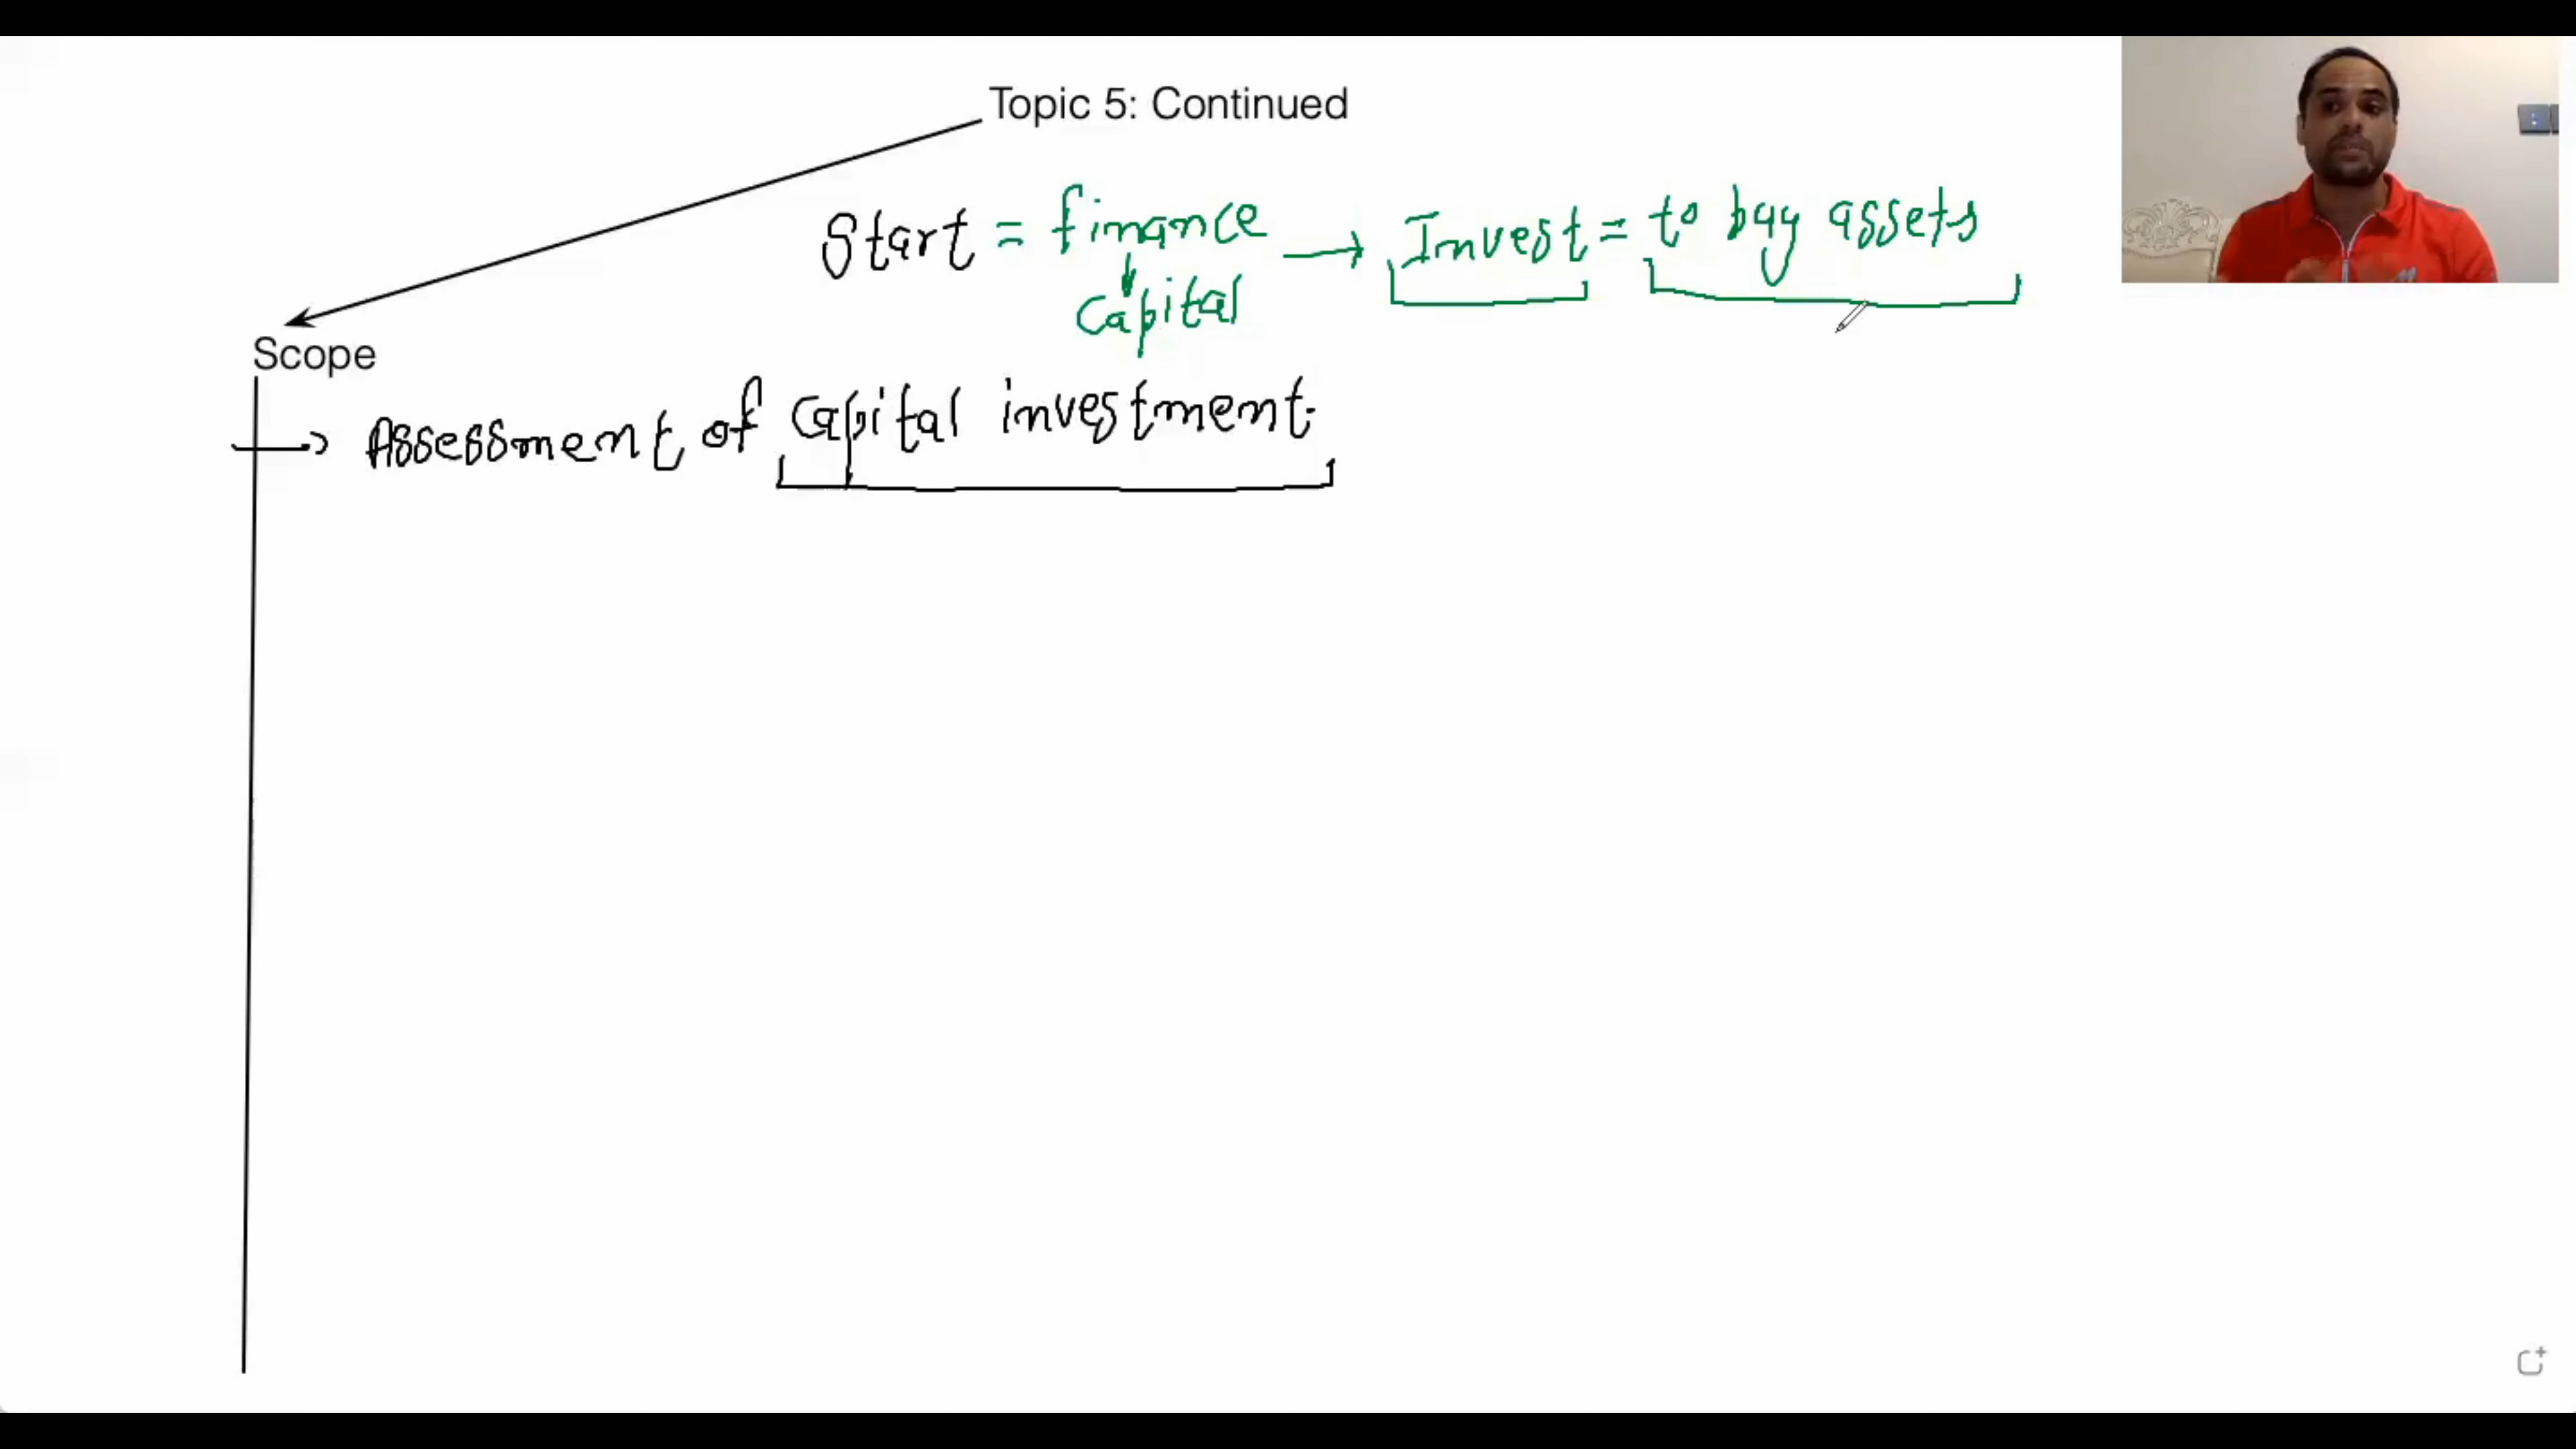 Topic 5: Continued
Start = finance → Invest = to buy assets
Capital
Scope
→ Assessment of capital investment.